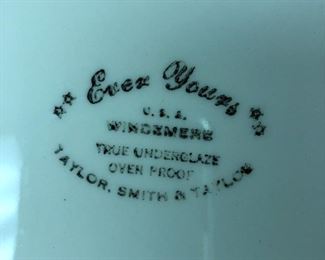 Ever Yours
U. S. A.
WINDEMERE
TRUE UNDERGLAZE
OVEN PROOF
TAYLOR, SMITH & TAYLOR